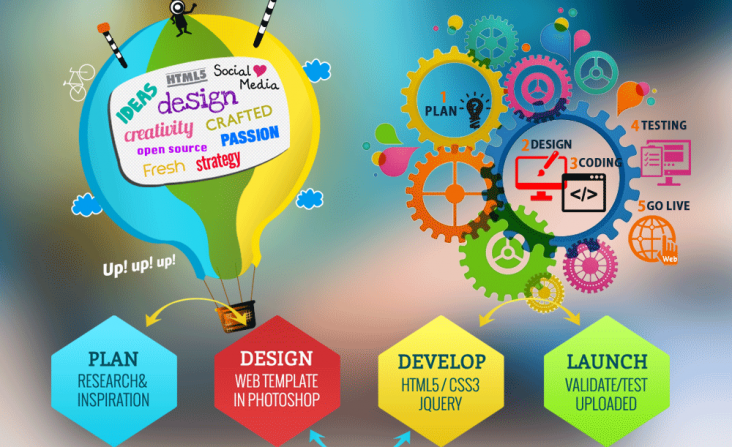 IDEAS
HTML5
Social
Media
design
creativity
CRAFTED
open source
PASSION
Fresh
strategy
Up! up! up!
1
PLAN
?
2 DESIGN
3 CODING
</>
4 TESTING
5 GO LIVE
Web
PLAN
RESEARCH&
INSPIRATION
DESIGN
WEB TEMPLATE
IN PHOTOSHOP
DEVELOP
HTML5 / CSS3
JQUERY
LAUNCH
VALIDATE/TEST
UPLOADED